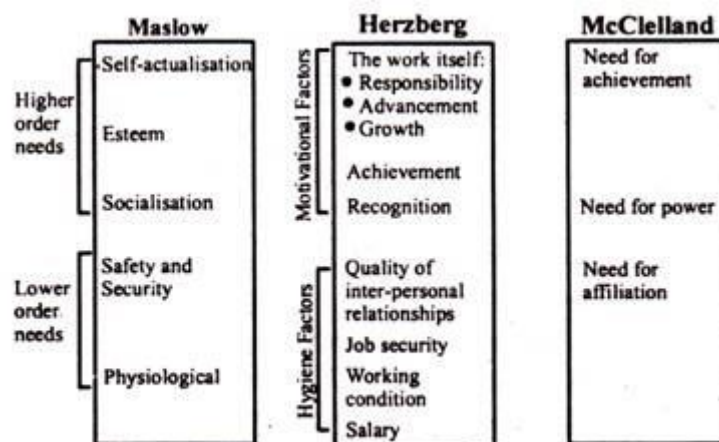 Maslow
Herzberg
McClelland
Higher
order
needs
Self-actualisation
Esteem
Socialisation
Lower
order
needs
Safety and
Security
Physiological
Motivational Factors
The work itself:
• Responsibility
• Advancement
• Growth
Achievement
Recognition
Hygiene Factors
Quality of
inter-personal
relationships
Job security
Working
condition
Salary
Need for
achievement
Need for power
Need for
affiliation